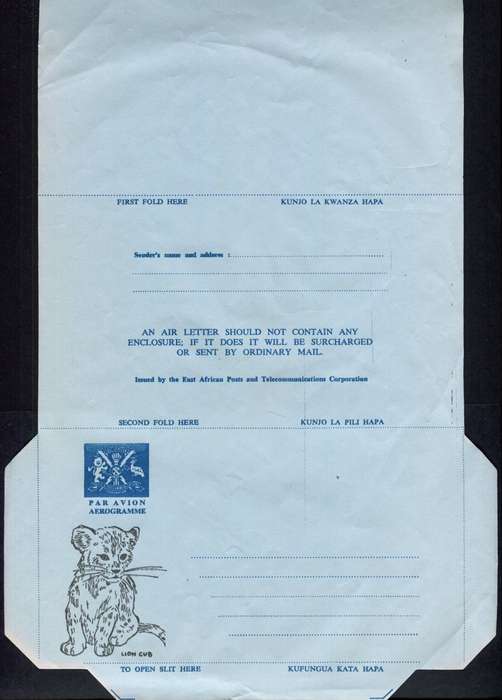 FIRST FOLD HERE KUNJO LA KWANZA HAPA
Sender's name and address :
AN AIR LETTER SHOULD NOT CONTAIN ANY
ENCLOSURE; IF IT DOES IT WILL BE SURCHARGED
OR SENT BY ORDINARY MAIL.
Issued by the East African Posts and Telecommunications Corporation
SECOND FOLD HERE KUNJO LA PILI HAPA
PAR AVION
AEROGRAMME
LION CUB
TO OPEN SLIT HERE KUFUNGUA KATA HAPA